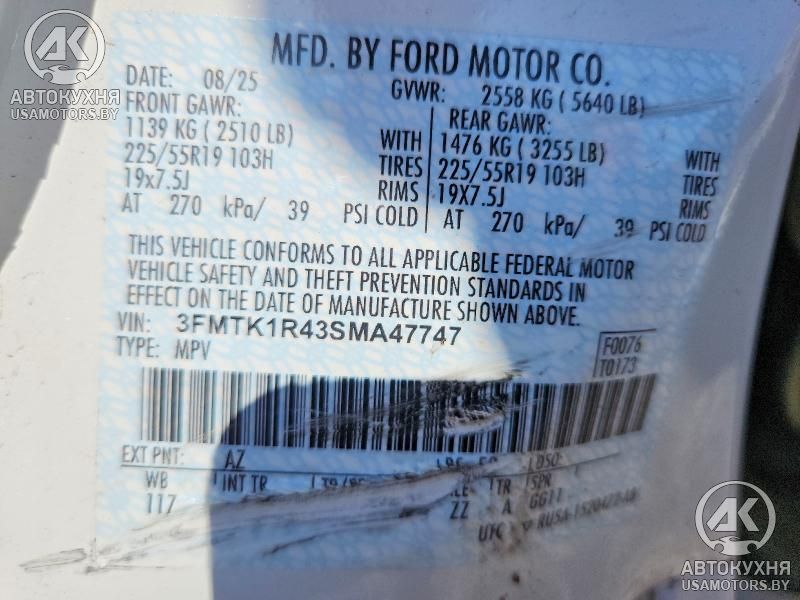 MFD. BY FORD MOTOR CO.
DATE: 08/25
GVWR: 2558 KG ( 5640 LB)
FRONT GAWR:
1139 KG ( 2510 LB)
WITH
225/55R19 103H
TIRES
19x7.5J
RIMS
AT 270 kPa/ 39 PSI COLD
REAR GAWR:
1476 KG ( 3255 LB)
WITH
225/55R19 103H
TIRES
19X7.5J
RIMS
AT 270 kPa/ 39 PSI COLD
THIS VEHICLE CONFORMS TO ALL APPLICABLE FEDERAL MOTOR
VEHICLE SAFETY AND THEFT PREVENTION STANDARDS IN
EFFECT ON THE DATE OF MANUFACTURE SHOWN ABOVE.
VIN: 3FMTK1R43SMA47747
TYPE: MPV
F0076
T0173
EXT PNT: AZ
DSO:
WB INT TR TR SPR
117 ZZ A GG11
UTC
AK
АВТОКУХНЯ
USAMOTORS.BY
AK
АВТОКУХНЯ
USAMOTORS.BY